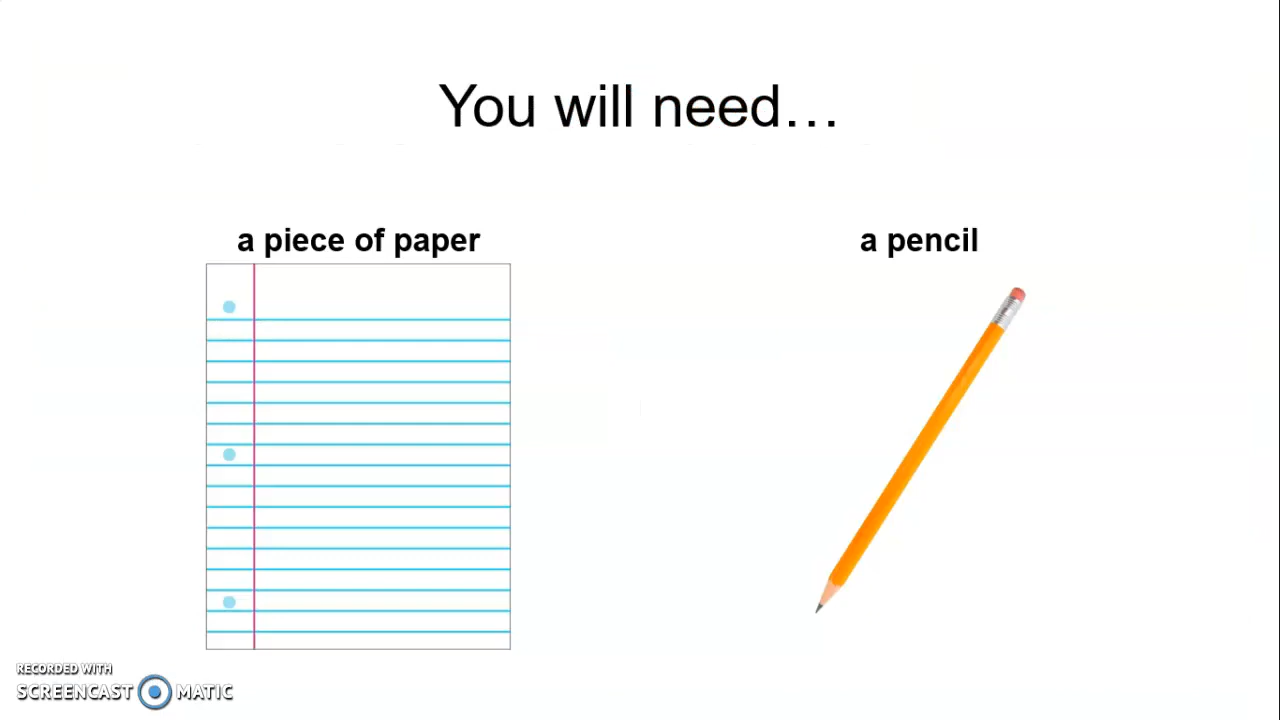 You will need…
a piece of paper
a pencil
RECORDED WITH
SCREENCAST MATIC